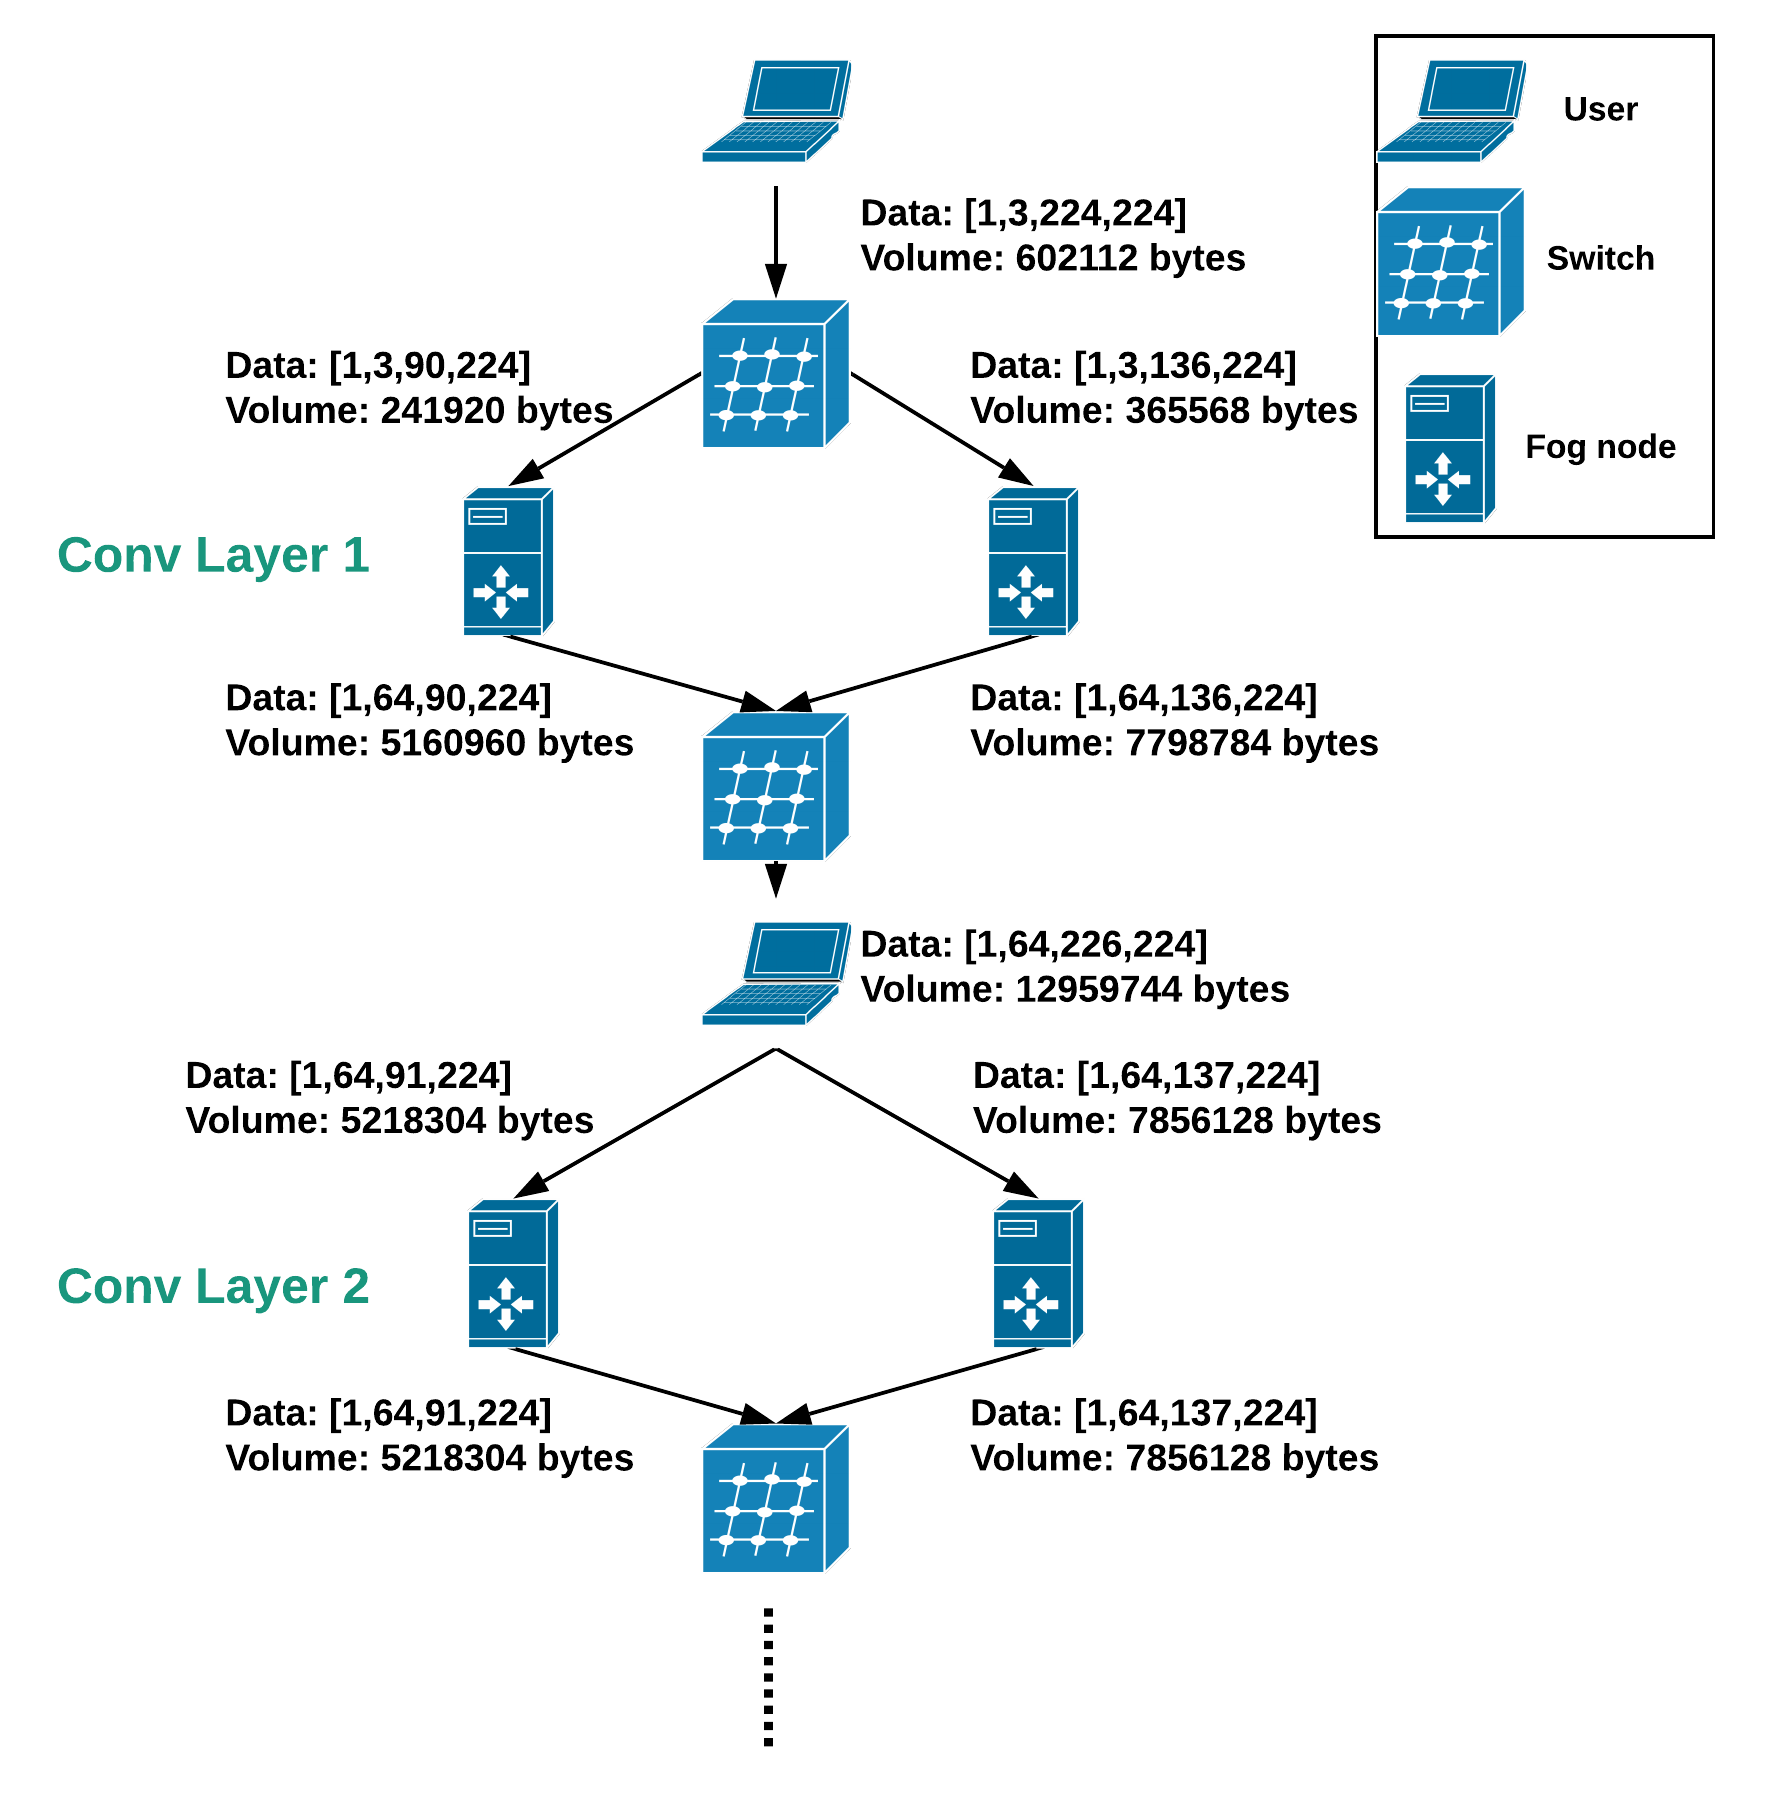 Data: [1,3,224,224]
Volume: 602112 bytes
User
Switch
Fog node
Data: [1,3,90,224]
Volume: 241920 bytes
Data: [1,3,136,224]
Volume: 365568 bytes
Conv Layer 1
Data: [1,64,90,224]
Volume: 5160960 bytes
Data: [1,64,136,224]
Volume: 7798784 bytes
Data: [1,64,226,224]
Volume: 12959744 bytes
Data: [1,64,91,224]
Volume: 5218304 bytes
Data: [1,64,137,224]
Volume: 7856128 bytes
Conv Layer 2
Data: [1,64,91,224]
Volume: 5218304 bytes
Data: [1,64,137,224]
Volume: 7856128 bytes